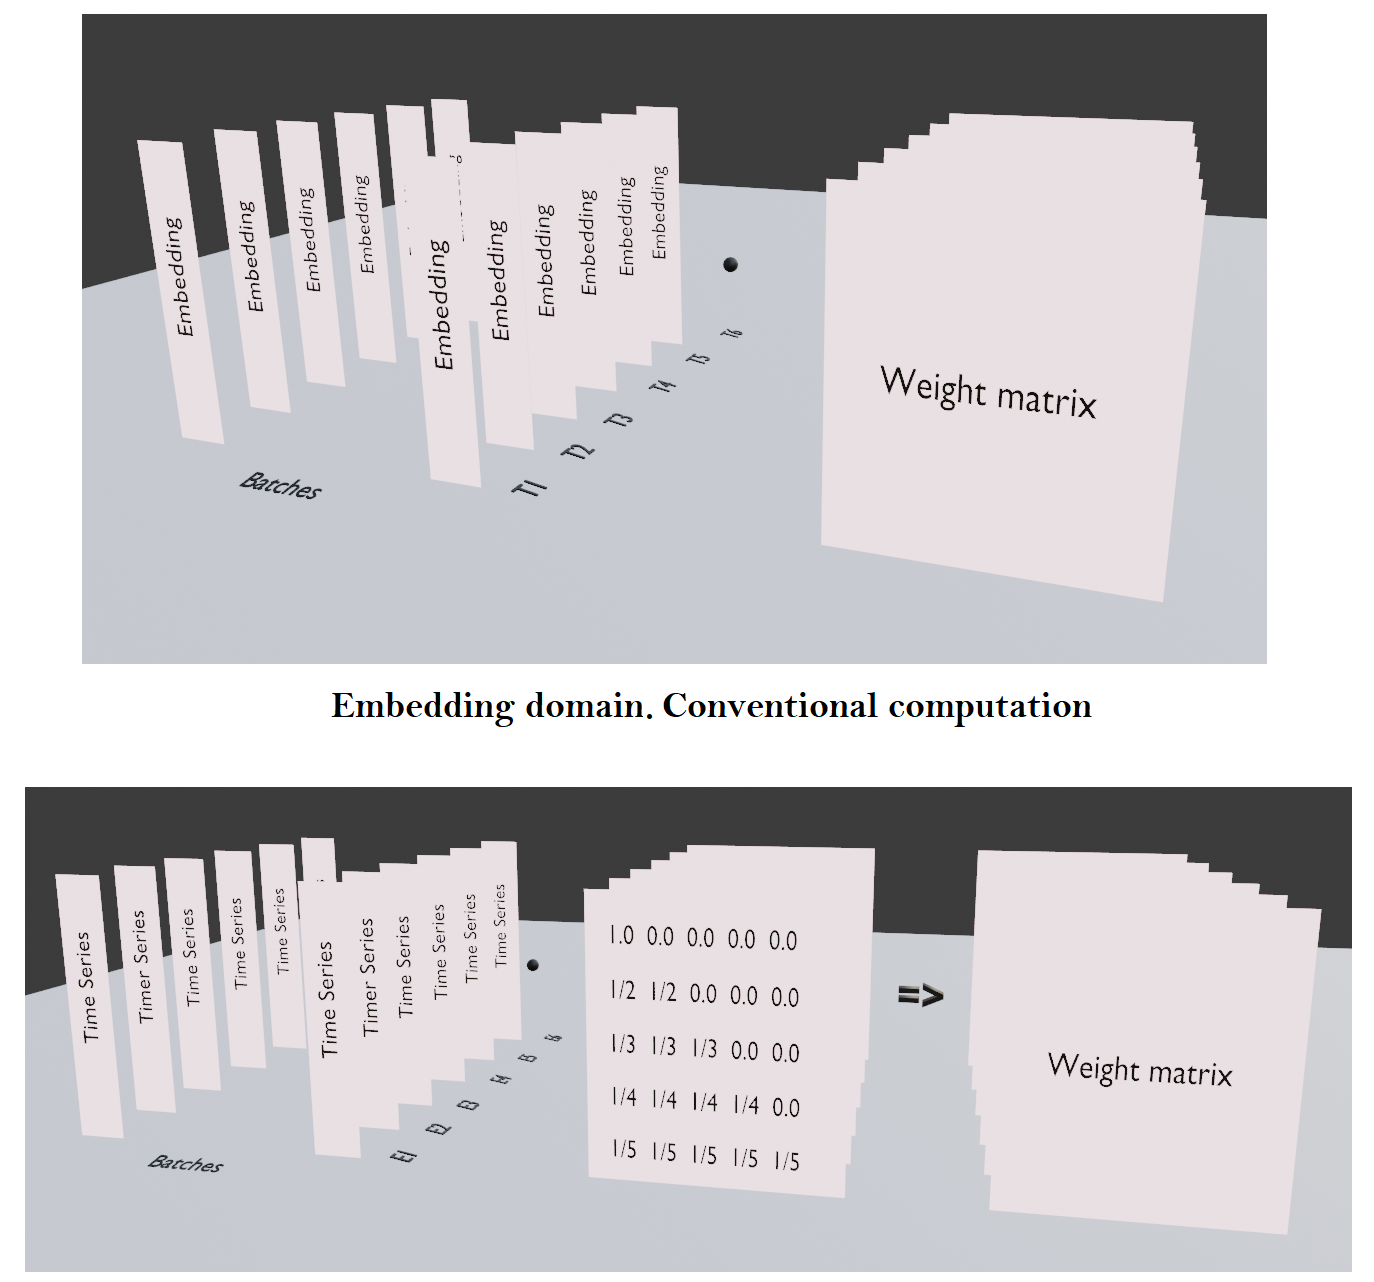 Embedding
Embedding
Embedding
Embedding
Embedding
Embedding
Embedding
Embedding
Embedding
Embedding
Batches
T1
T2
T3
T4
T5
T6
Weight matrix
Embedding domain. Conventional computation
Time Series
Timer Series
Time Series
Time Series
Time Series
Time Series
Timer Series
Time Series
Time Series
Time Series
Time Series
Batches
E1
E2
E3
E4
E5
E6
1.0 0.0 0.0 0.0 0.0
1/2 1/2 0.0 0.0 0.0
1/3 1/3 1/3 0.0 0.0
1/4 1/4 1/4 1/4 0.0
1/5 1/5 1/5 1/5 1/5
=>
Weight matrix